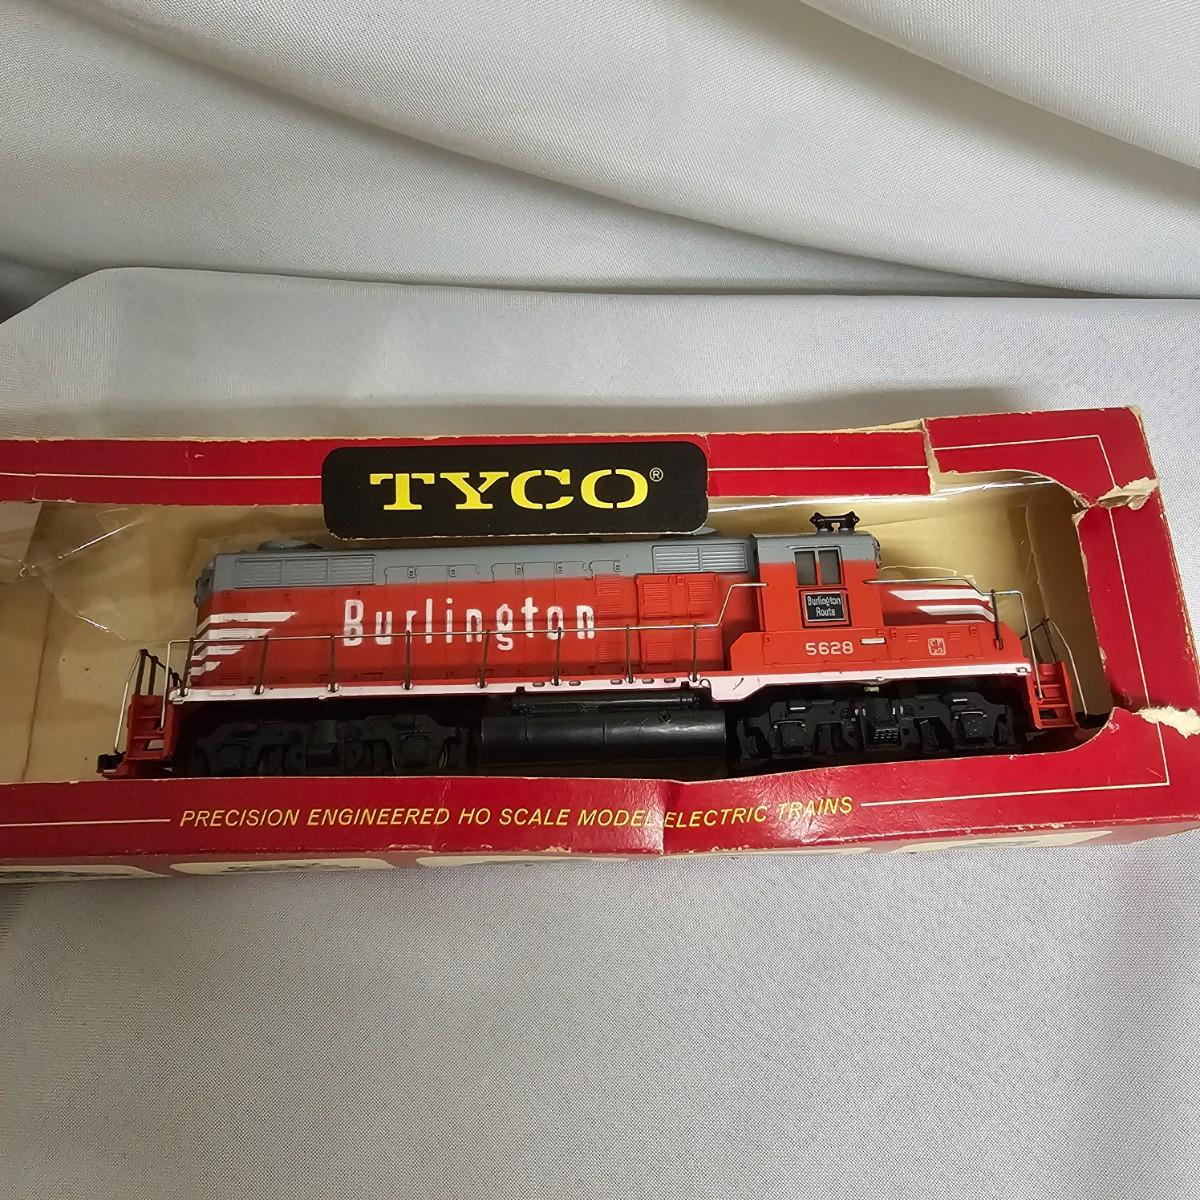 TYCO®
Burlington
Burlington
Route
5628
PRECISION ENGINEERED HO SCALE MODEL ELECTRIC TRAINS